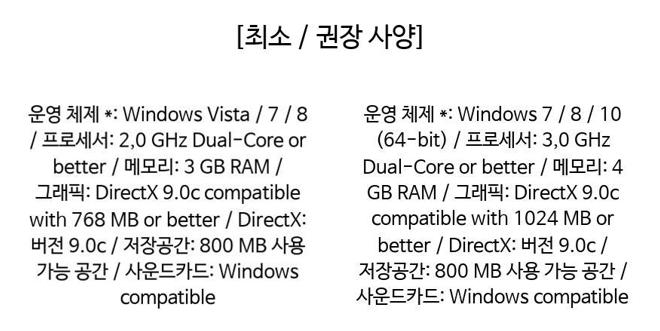 [최소 / 권장 사양]
운영 체제 *: Windows Vista / 7 / 8
/ 프로세서: 2,0 GHz Dual-Core or
better / 메모리: 3 GB RAM /
그래픽: DirectX 9.0c compatible
with 768 MB or better / DirectX:
버전 9.0c / 저장공간: 800 MB 사용
가능 공간 / 사운드카드: Windows
compatible
운영 체제 *: Windows 7 / 8 / 10
(64-bit) / 프로세서: 3,0 GHz
Dual-Core or better / 메모리: 4
GB RAM / 그래픽: DirectX 9.0c
compatible with 1024 MB or
better / DirectX: 버전 9.0c /
저장공간: 800 MB 사용 가능 공간 /
사운드카드: Windows compatible